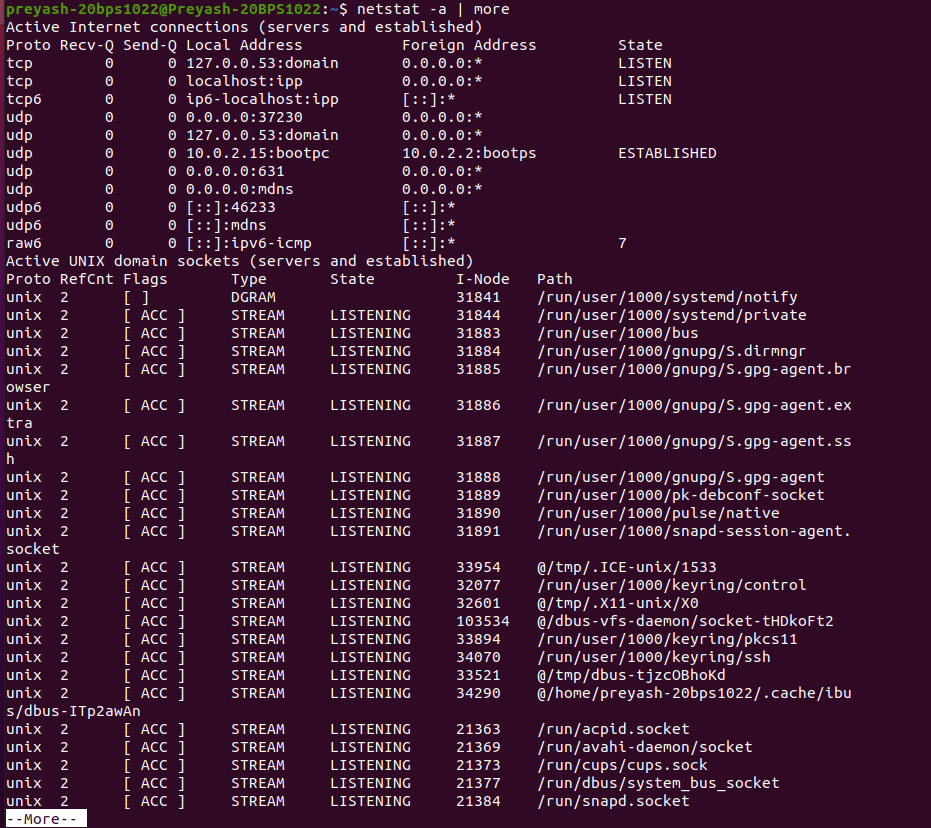 preyash-20bps1022@Preyash-20BPS1022:~$ netstat -a | more
Active Internet connections (servers and established)
Proto Recv-Q Send-Q Local Address           Foreign Address         State
tcp        0      0 127.0.0.53:domain       0.0.0.0:*               LISTEN
tcp        0      0 localhost:ipp           0.0.0.0:*               LISTEN
tcp6       0      0 ip6-localhost:ipp       [::]:*                  LISTEN
udp        0      0 0.0.0.0:37230           0.0.0.0:*
udp        0      0 127.0.0.53:domain       0.0.0.0:*
udp        0      0 10.0.2.15:bootpc        10.0.2.2:bootps         ESTABLISHED
udp        0      0 0.0.0.0:631             0.0.0.0:*
udp        0      0 0.0.0.0:mdns            0.0.0.0:*
udp6       0      0 [::]:46233              [::]:*
udp6       0      0 [::]:mdns               [::]:*
raw6       0      0 [::]:ipv6-icmp          [::]:*                  7
Active UNIX domain sockets (servers and established)
Proto RefCnt Flags       Type       State         I-Node   Path
unix  2      [ ]         DGRAM                    31841    /run/user/1000/systemd/notify
unix  2      [ ACC ]     STREAM     LISTENING     31844    /run/user/1000/systemd/private
unix  2      [ ACC ]     STREAM     LISTENING     31883    /run/user/1000/bus
unix  2      [ ACC ]     STREAM     LISTENING     31884    /run/user/1000/gnupg/S.dirmngr
unix  2      [ ACC ]     STREAM     LISTENING     31885    /run/user/1000/gnupg/S.gpg-agent.br
owser
unix  2      [ ACC ]     STREAM     LISTENING     31886    /run/user/1000/gnupg/S.gpg-agent.ex
tra
unix  2      [ ACC ]     STREAM     LISTENING     31887    /run/user/1000/gnupg/S.gpg-agent.ss
h
unix  2      [ ACC ]     STREAM     LISTENING     31888    /run/user/1000/gnupg/S.gpg-agent
unix  2      [ ACC ]     STREAM     LISTENING     31889    /run/user/1000/pk-debconf-socket
unix  2      [ ACC ]     STREAM     LISTENING     31890    /run/user/1000/pulse/native
unix  2      [ ACC ]     STREAM     LISTENING     31891    /run/user/1000/snapd-session-agent.
socket
unix  2      [ ACC ]     STREAM     LISTENING     33954    @/tmp/.ICE-unix/1533
unix  2      [ ACC ]     STREAM     LISTENING     32077    /run/user/1000/keyring/control
unix  2      [ ACC ]     STREAM     LISTENING     32601    @/tmp/.X11-unix/X0
unix  2      [ ACC ]     STREAM     LISTENING     103534   @/dbus-vfs-daemon/socket-tHDkoFt2
unix  2      [ ACC ]     STREAM     LISTENING     33894    /run/user/1000/keyring/pkcs11
unix  2      [ ACC ]     STREAM     LISTENING     34070    /run/user/1000/keyring/ssh
unix  2      [ ACC ]     STREAM     LISTENING     33521    @/tmp/dbus-tjzcOBhoKd
unix  2      [ ACC ]     STREAM     LISTENING     34290    @/home/preyash-20bps1022/.cache/ibu
s/dbus-ITp2awAn
unix  2      [ ACC ]     STREAM     LISTENING     21363    /run/acpid.socket
unix  2      [ ACC ]     STREAM     LISTENING     21369    /run/avahi-daemon/socket
unix  2      [ ACC ]     STREAM     LISTENING     21373    /run/cups/cups.sock
unix  2      [ ACC ]     STREAM     LISTENING     21377    /run/dbus/system_bus_socket
unix  2      [ ACC ]     STREAM     LISTENING     21384    /run/snapd.socket
--More--